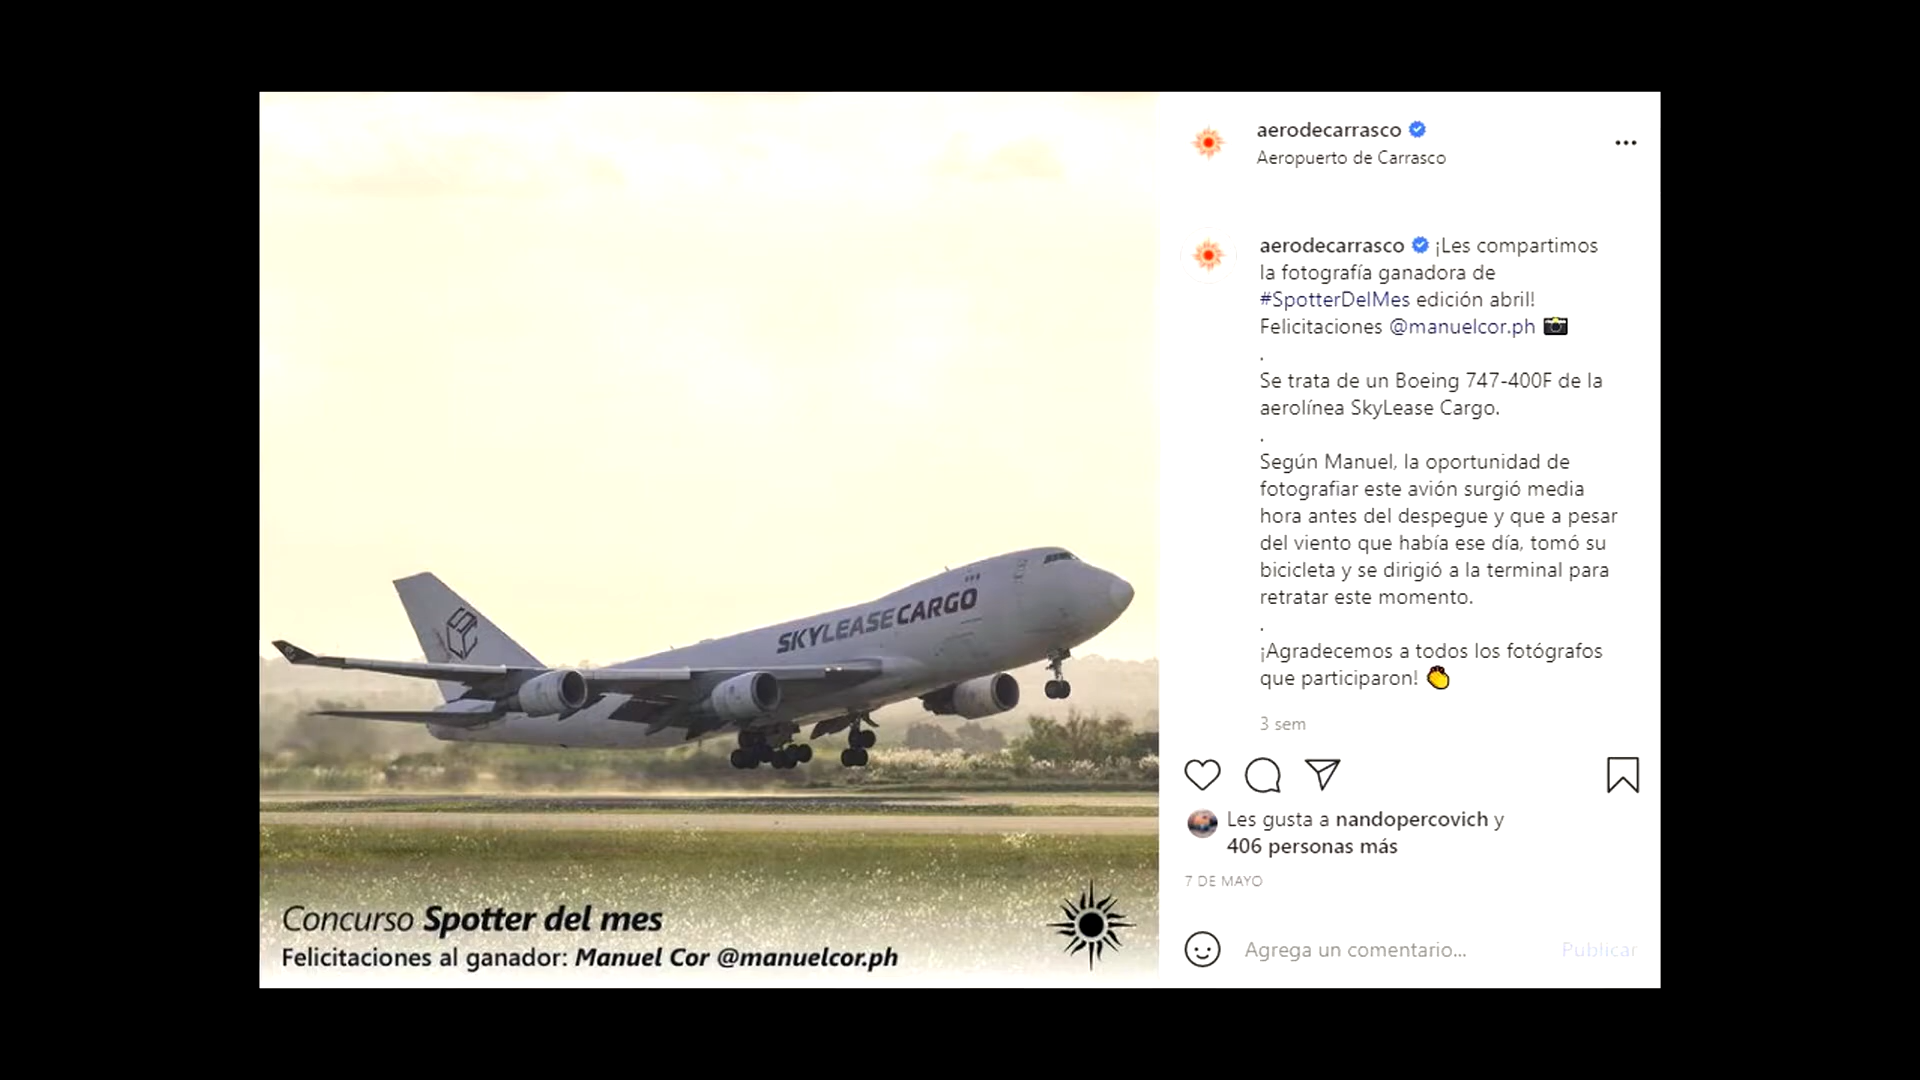 SKYLEASECARGO
Concurso Spotter del mes
Felicitaciones al ganador: Manuel Cor @manuelcor.ph
aerodecarrasco
Aeropuerto de Carrasco
aerodecarrasco ¡Les compartimos
la fotografía ganadora de
#SpotterDelMes edición abril!
Felicitaciones @manuelcor.ph 📷
.
Se trata de un Boeing 747-400F de la
aerolínea SkyLease Cargo.
.
Según Manuel, la oportunidad de
fotografiar este avión surgió media
hora antes del despegue y que a pesar
del viento que había ese día, tomó su
bicicleta y se dirigió a la terminal para
retratar este momento.
.
¡Agradecemos a todos los fotógrafos
que participaron! 👏
3 sem
Les gusta a nandopercovich y
406 personas más
7 DE MAYO
Agrega un comentario... Publicar